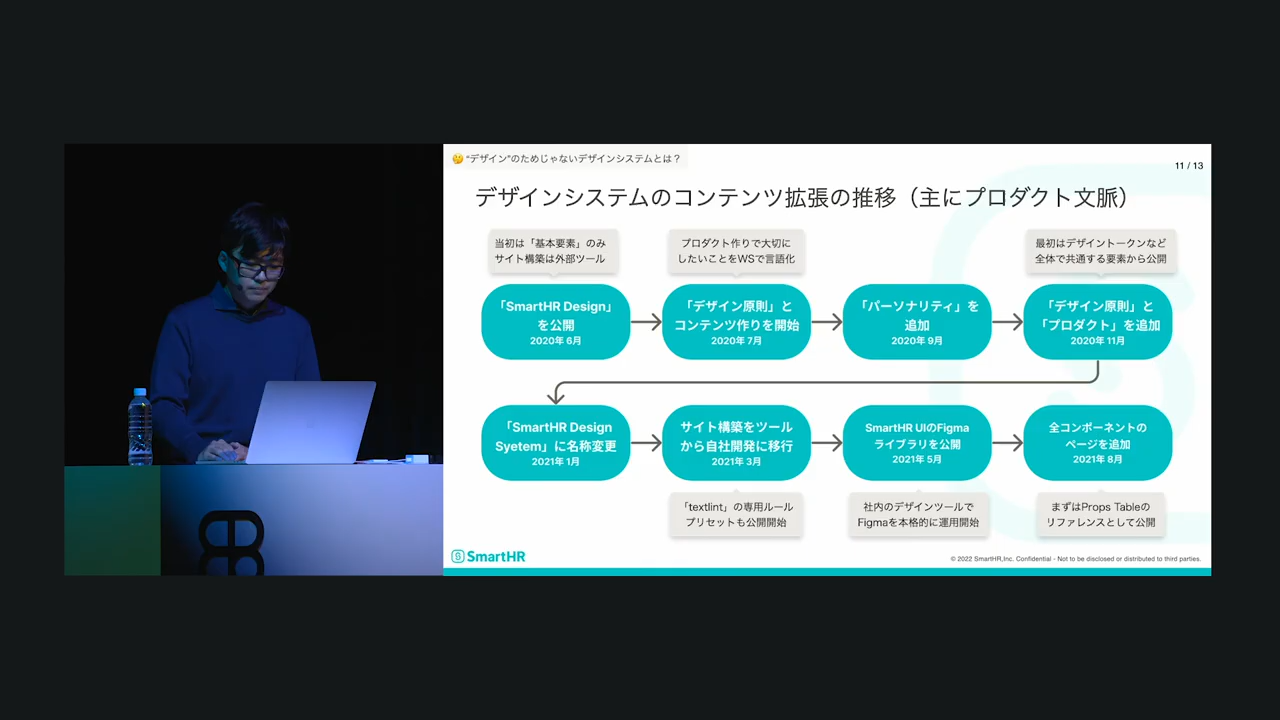 🤔 “デザイン”のためじゃないデザインシステムとは？
11 / 13
デザインシステムのコンテンツ拡張の推移（主にプロダクト文脈）
当初は「基本要素」のみ
サイト構築は外部ツール
プロダクト作りで大切に
したいことをWSで言語化
最初はデザイントークンなど
全体で共通する要素から公開
「SmartHR Design」
を公開
2020年 6月
「デザイン原則」と
コンテンツ作りを開始
2020年 7月
「パーソナリティ」を
追加
2020年 9月
「デザイン原則」と
「プロダクト」を追加
2020年 11月
「SmartHR Design
Syetem」に名称変更
2021年 1月
サイト構築をツール
から自社開発に移行
2021年 3月
SmartHR UIのFigma
ライブラリを公開
2021年 5月
全コンポーネントの
ページを追加
2021年 8月
「textlint」の専用ルール
プリセットも公開開始
社内のデザインツールで
Figmaを本格的に運用開始
まずはProps Tableの
リファレンスとして公開
SmartHR
© 2022 SmartHR,Inc. Confidential - Not to be disclosed or distributed to third parties.